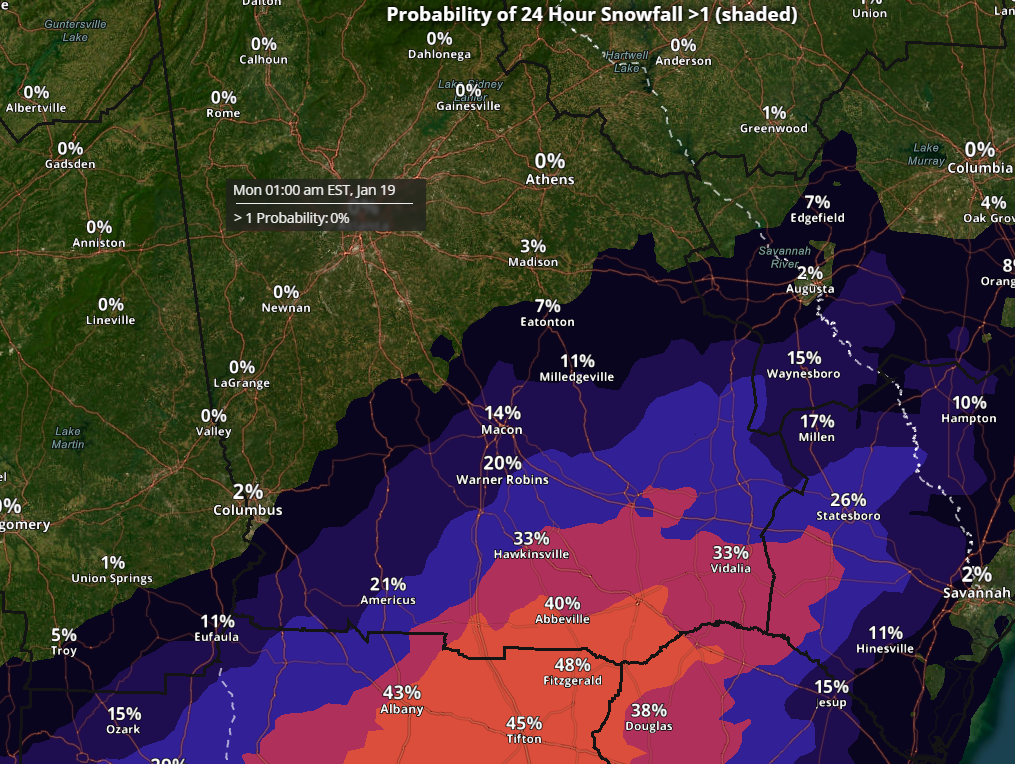 Probability of 24 Hour Snowfall >1 (shaded)
Dalton
1%
Union
Guntersville
Lake
0%
Calhoun
0%
Dahlonega
Hartwell
Lake
0%
Anderson
0%
Albertville
0%
Rome
Lake Sidney
Lanier
0%
Gainesville
1%
Greenwood
0%
Gadsden
0%
Athens
Lake
Murray
0%
Columbia
Mon 01:00 am EST, Jan 19
> 1 Probability: 0%
7%
Edgefield
4%
Oak Grov
0%
Anniston
3%
Madison
Savannah
River
2%
Augusta
8
Orang
0%
Lineville
0%
Newnan
7%
Eatonton
11%
Milledgeville
15%
Waynesboro
0%
LaGrange
14%
Macon
17%
Millen
10%
Hampton
Lake
Martin
0%
Valley
20%
Warner Robins
2%
Columbus
26%
Statesboro
0%
gomery
33%
Hawkinsville
33%
Vidalia
1%
Union Springs
21%
Americus
2%
Savannah
40%
Abbeville
5%
Troy
11%
Eufaula
11%
Hinesville
48%
Fitzgerald
43%
Albany
15%
Jesup
15%
Ozark
45%
Tifton
38%
Douglas